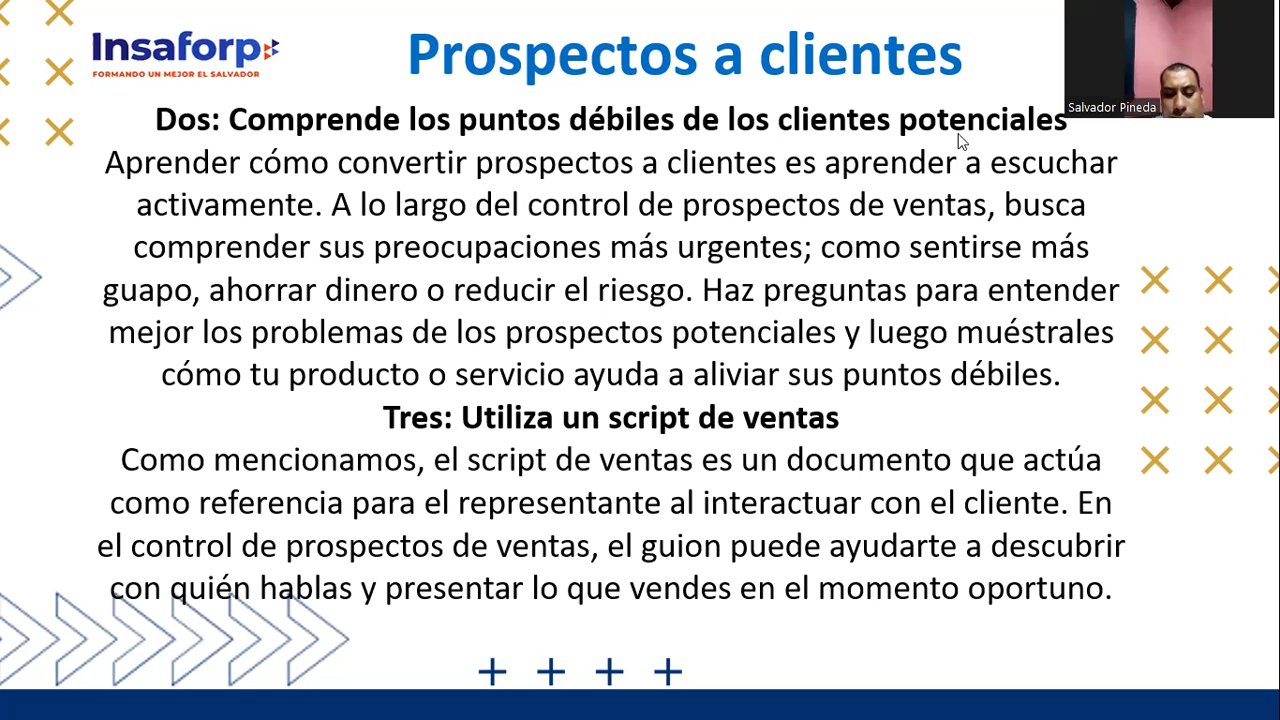 Insaforp
FORMANDO UN MEJOR EL SALVADOR
Prospectos a clientes
Salvador Pineda
Dos: Comprende los puntos débiles de los clientes potenciales
Aprender cómo convertir prospectos a clientes es aprender a escuchar
activamente. A lo largo del control de prospectos de ventas, busca
comprender sus preocupaciones más urgentes; como sentirse más
guapo, ahorrar dinero o reducir el riesgo. Haz preguntas para entender
mejor los problemas de los prospectos potenciales y luego muéstrales
cómo tu producto o servicio ayuda a aliviar sus puntos débiles.
Tres: Utiliza un script de ventas
Como mencionamos, el script de ventas es un documento que actúa
como referencia para el representante al interactuar con el cliente. En
el control de prospectos de ventas, el guion puede ayudarte a descubrir
con quién hablas y presentar lo que vendes en el momento oportuno.